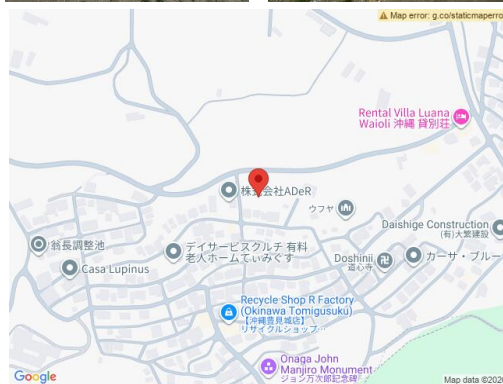 Map error: g.co/staticmaperro
Rental Villa Luana
Waioli 沖縄 貸別荘
株式会社ADeR
ウフヤ
Daishige Construction
(有)大繁建設
翁長調整池
デイサービスクルチ 有料
老人ホームてぃみぐす
Doshinji
道心寺
カーサ・ブルー
Casa Lupinus
Recycle Shop R Factory
(Okinawa Tomigusuku)
【沖縄豊見城店】
リサイクルショップ…
Onaga John
Manjiro Monument
ジョン万次郎記念碑
Google
Map data ©202